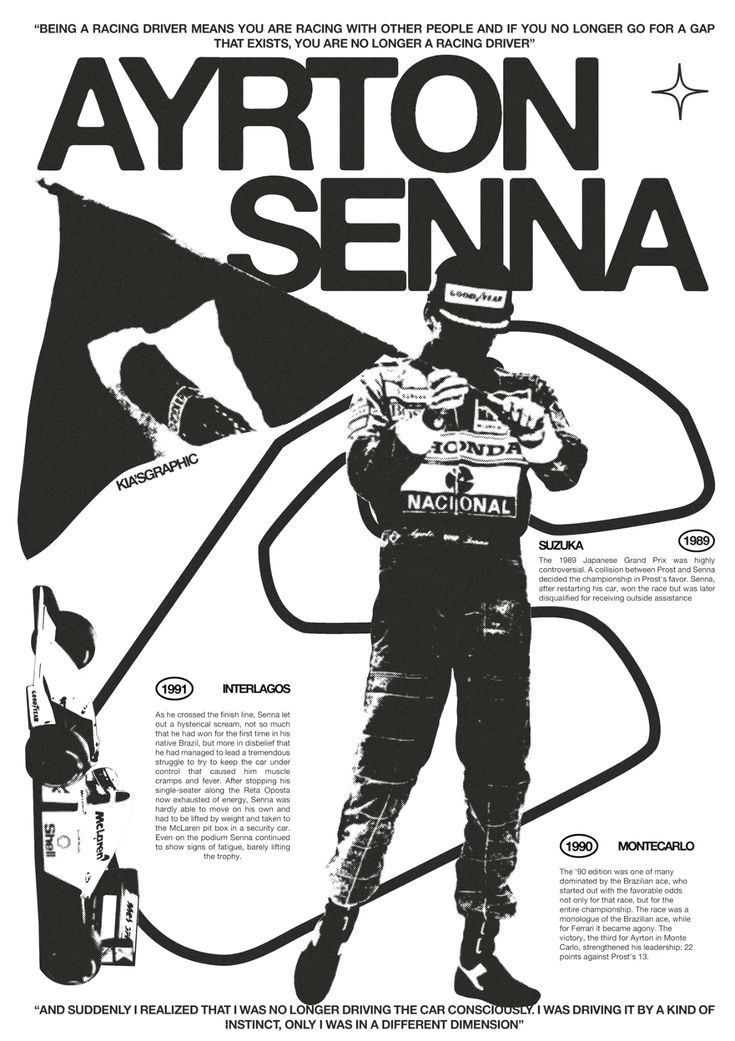 “BEING A RACING DRIVER MEANS YOU ARE RACING WITH OTHER PEOPLE AND IF YOU NO LONGER GO FOR A GAP
THAT EXISTS, YOU ARE NO LONGER A RACING DRIVER”
AYRTON
SENNA
GOOD/YEAR
KIA'SGRAPHIC
HONDA
NACIONAL
SUZUKA
1989
The 1989 Japanese Grand Prix was highly
controversial. A collision between Prost and Senna
decided the championship in Prost's favor. Senna,
after restarting his car, won the race but was later
disqualified for receiving outside assistance
1991
INTERLAGOS
As he crossed the finish line, Senna let
out a hysterical scream, not so much
that he had won for the first time in his
native Brazil, but more in disbelief that
he had managed to lead a tremendous
struggle to try to keep the car under
control that caused him muscle
cramps and fever. After stopping his
single-seater along the Reta Oposta
now exhausted of energy, Senna was
hardly able to move on his own and
had to be lifted by weight and taken to
the McLaren pit box in a security car.
Even on the podium Senna continued
to show signs of fatigue, barely lifting
the trophy.
GOOD/YEAR
Shell
McLaren
1990
MONTECARLO
The '90 edition was one of many
dominated by the Brazilian ace, who
started out with the favorable odds
not only for that race, but for the
entire championship. The race was a
monologue of the Brazilian ace, while
for Ferrari it became agony. The
victory, the third for Ayrton in Monte
Carlo, strengthened his leadership: 22
points against Prost's 13.
“AND SUDDENLY I REALIZED THAT I WAS NO LONGER DRIVING THE CAR CONSCIOUSLY. I WAS DRIVING IT BY A KIND OF
INSTINCT, ONLY I WAS IN A DIFFERENT DIMENSION”